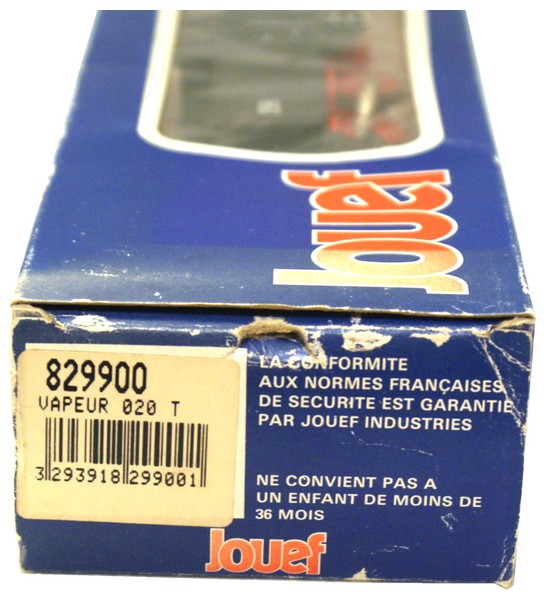 Jouef
829900
VAPEUR 020 T
3 293918 299001
LA CONFORMITE
AUX NORMES FRANÇAISES
DE SECURITE EST GARANTIE
PAR JOUEF INDUSTRIES
NE CONVIENT PAS A
UN ENFANT DE MOINS DE
36 MOIS
Jouef